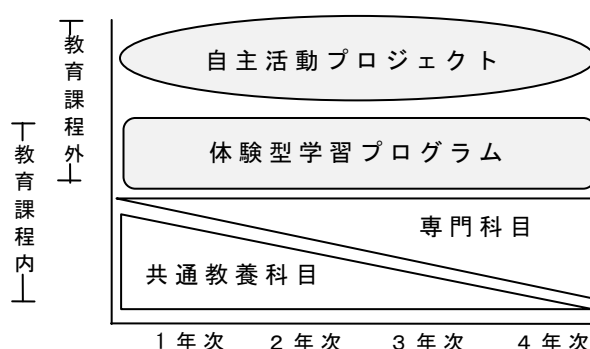 教育課程外
自主活動プロジェクト
教育課程内
体験型学習プログラム
専門科目
共通教養科目
1年次 2年次 3年次 4年次